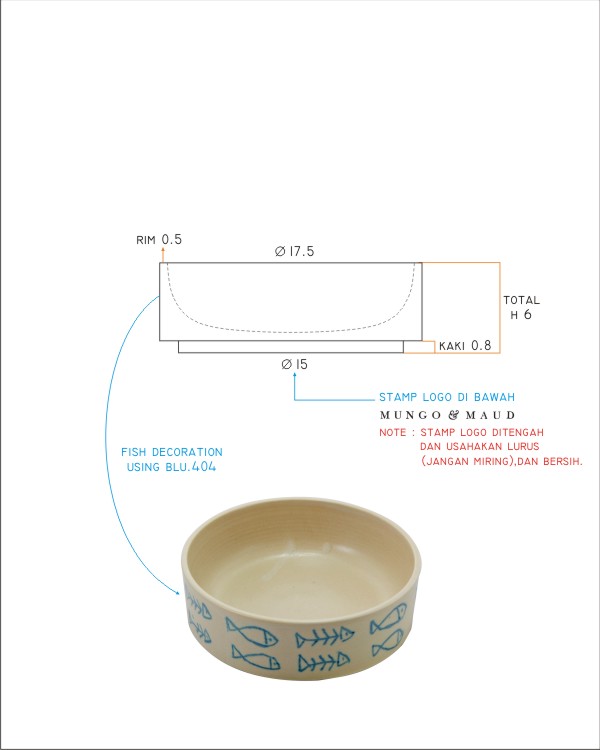 RIM 0.5
Ø 17.5
TOTAL
H 6
KAKI 0.8
Ø 15
STAMP LOGO DI BAWAH
MUNGO & MAUD
NOTE : STAMP LOGO DITENGAH
DAN USAHAKAN LURUS
(JANGAN MIRING),DAN BERSIH.
FISH DECORATION
USING BLU.404